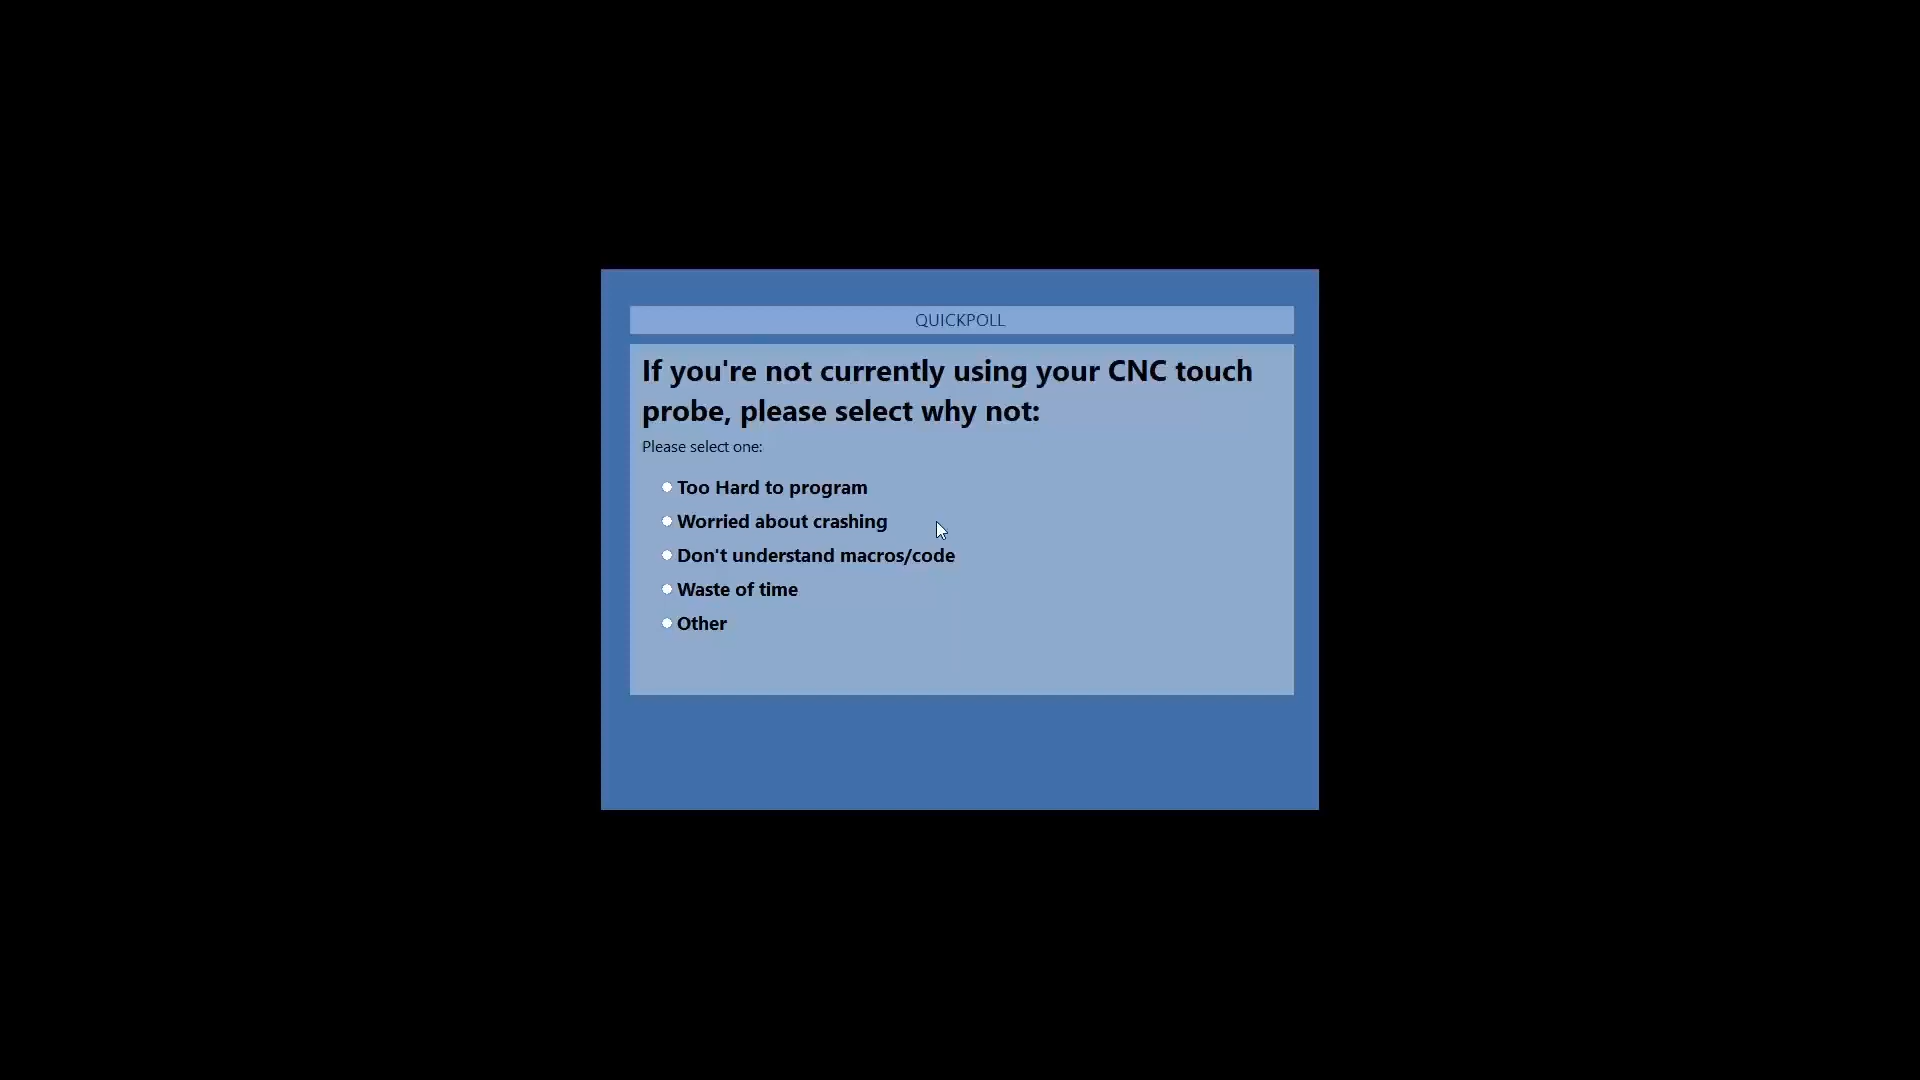 QUICKPOLL
If you're not currently using your CNC touch
probe, please select why not:
Please select one:
Too Hard to program
Worried about crashing
Don't understand macros/code
Waste of time
Other